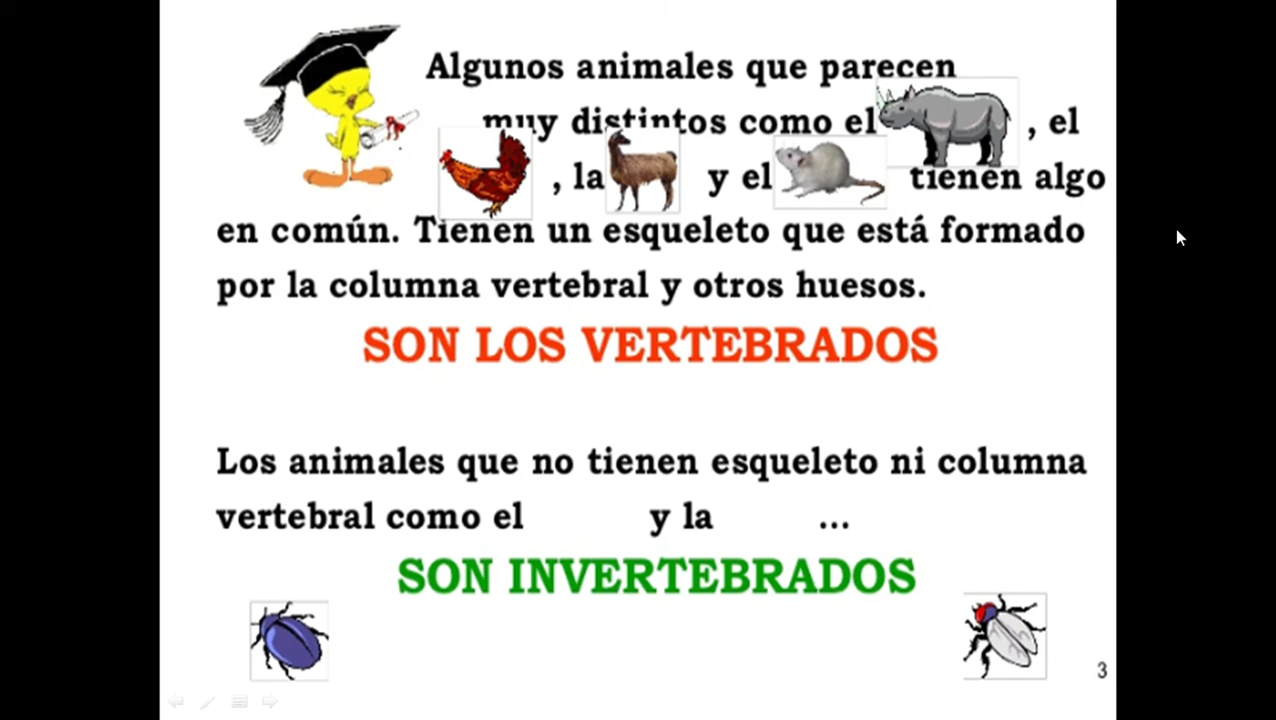 Algunos animales que parecen
muy distintos como el , el
, la y el tienen algo
en común. Tienen un esqueleto que está formado
por la columna vertebral y otros huesos.
SON LOS VERTEBRADOS
Los animales que no tienen esqueleto ni columna
vertebral como el y la ...
SON INVERTEBRADOS
3